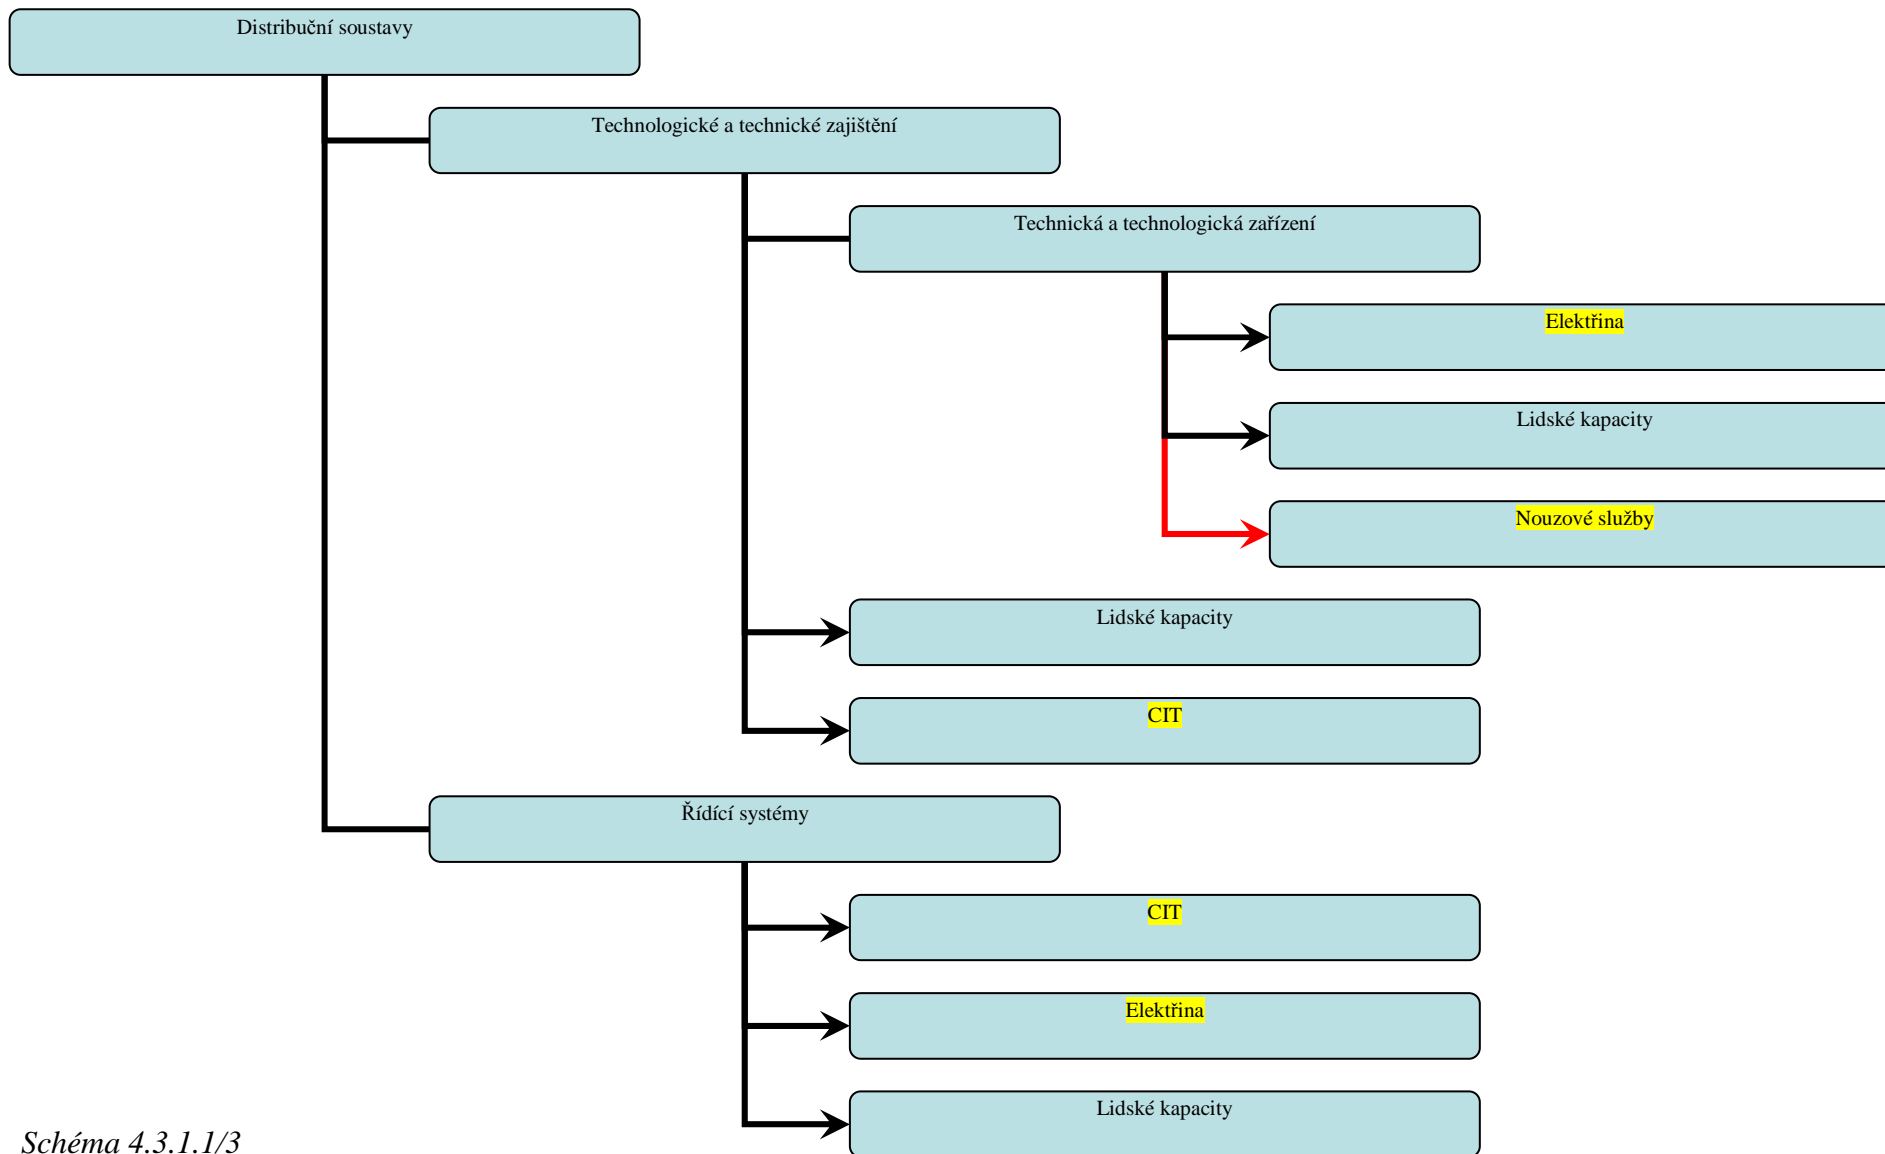 Distribuční soustavy
Technologické a technické zajištění
Technická a technologická zařízení
Elektřina
Lidské kapacity
Nouzové služby
Lidské kapacity
CIT
Řídící systémy
CIT
Elektřina
Lidské kapacity
Schéma 4.3.1.1/3